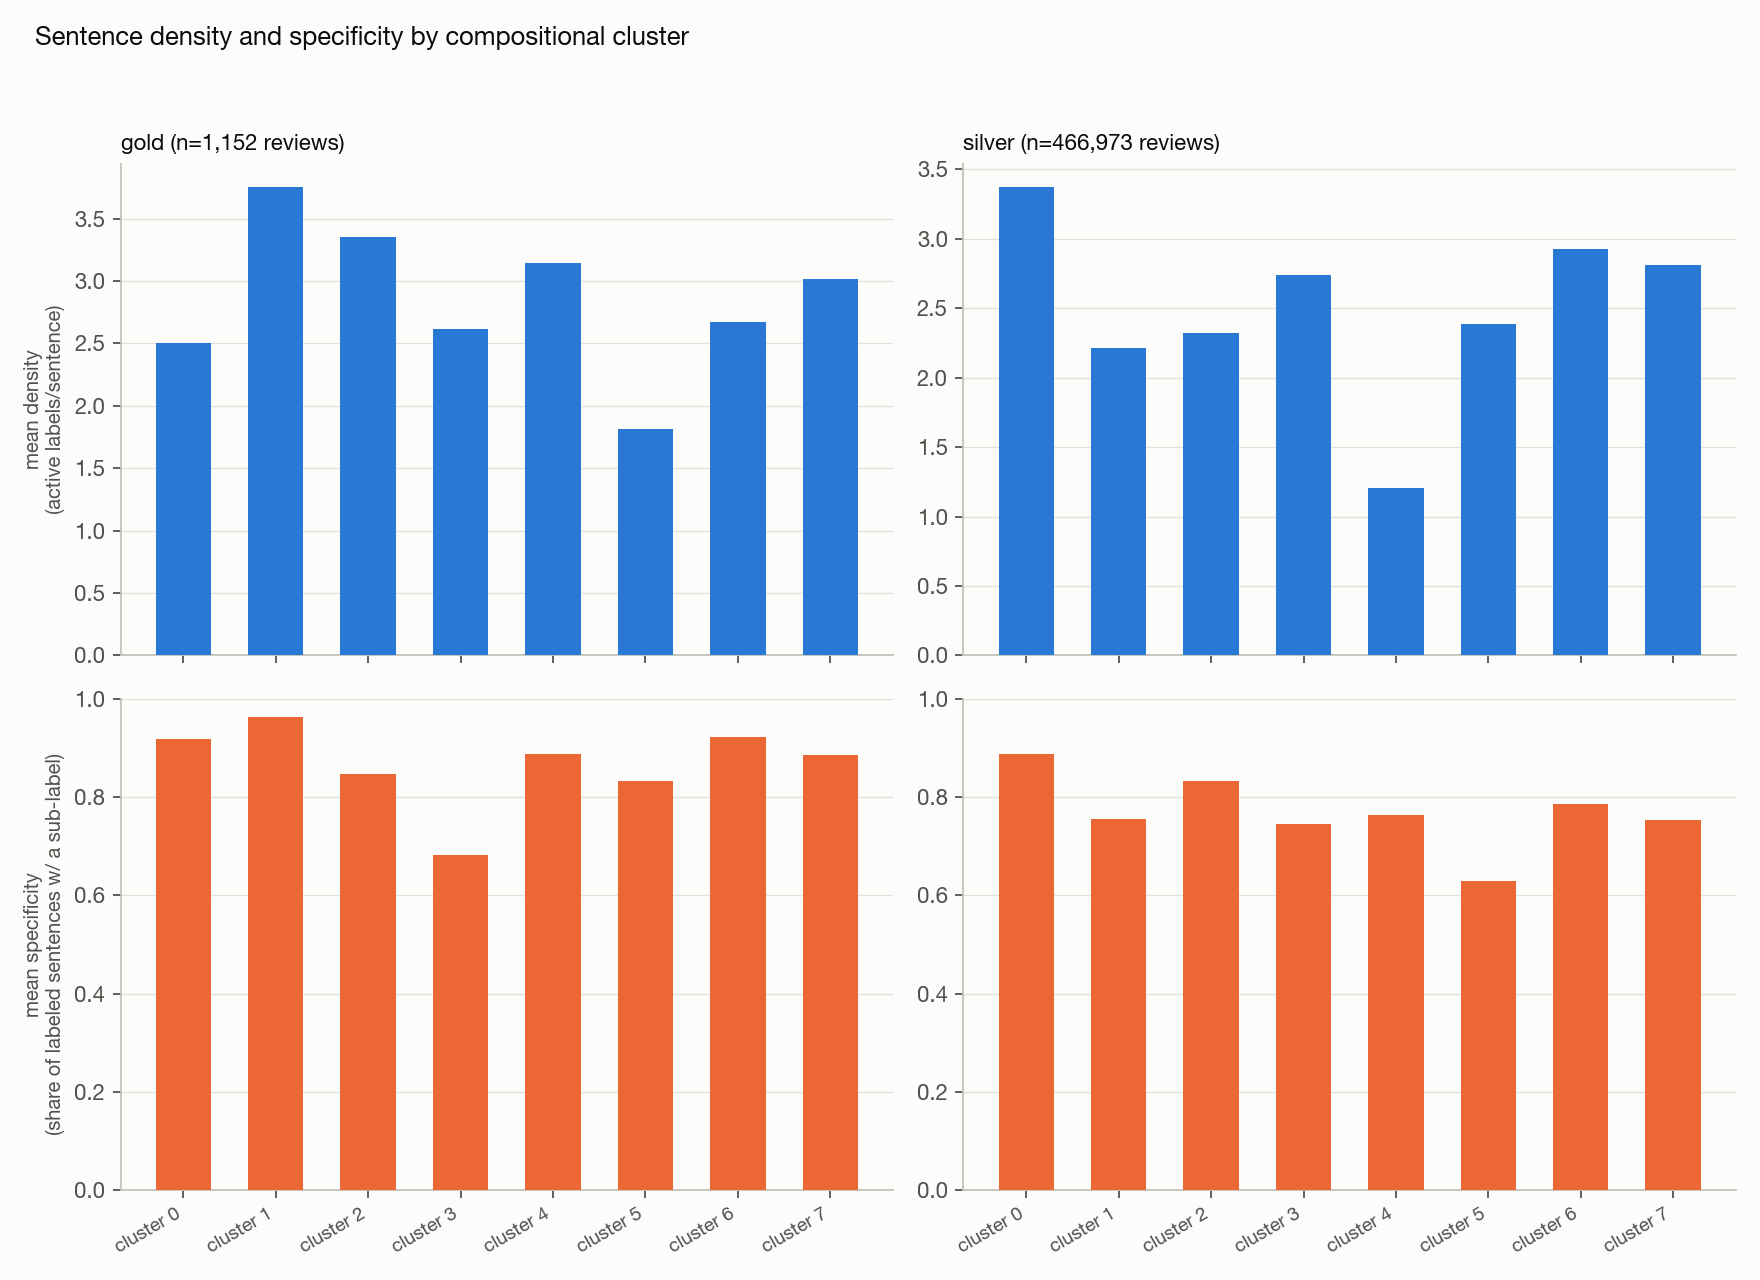 Sentence density and specificity by compositional cluster
gold (n=1,152 reviews)
mean density
(active labels/sentence)
3.5
3.0
2.5
2.0
1.5
1.0
0.5
0.0
silver (n=466,973 reviews)
3.5
3.0
2.5
2.0
1.5
1.0
0.5
0.0
mean specificity
(share of labeled sentences w/ a sub-label)
1.0
0.8
0.6
0.4
0.2
0.0
cluster 0
cluster 1
cluster 2
cluster 3
cluster 4
cluster 5
cluster 6
cluster 7
1.0
0.8
0.6
0.4
0.2
0.0
cluster 0
cluster 1
cluster 2
cluster 3
cluster 4
cluster 5
cluster 6
cluster 7